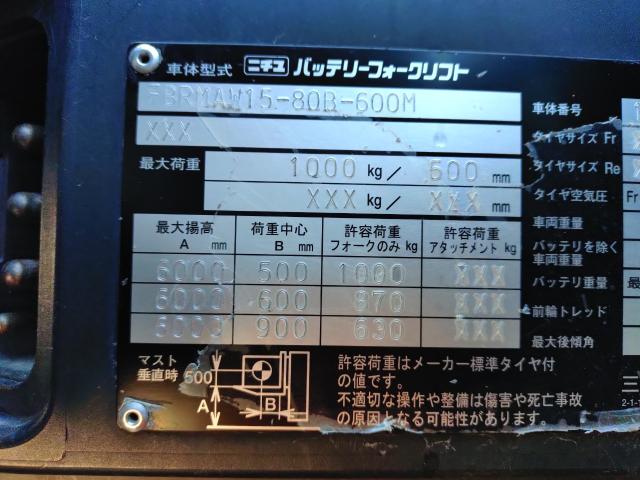 車体型式 ニチユ バッテリーフォークリフト
FBRMAW15-80B-600M
XXX
最大荷重 1000 kg／ 600 mm
XXX kg／ XXX mm
最大揚高 A mm 荷重中心 B mm 許容荷重 フォークのみ kg 許容荷重 アタッチメント kg
6000 500 1000 XXX
6000 600 870 XXX
6000 900 630 XXX
マスト
垂直時 600
A
B
許容荷重はメーカー標準タイヤ付
の値です。
不適切な操作や整備は傷害や死亡事故
の原因となる可能性があります。
車体番号
タイヤサイズ Fr
タイヤサイズ Re
タイヤ空気圧 Fr
車両重量
バッテリを除く
車両重量
バッテリ重量
前輪トレッド
最大後傾角